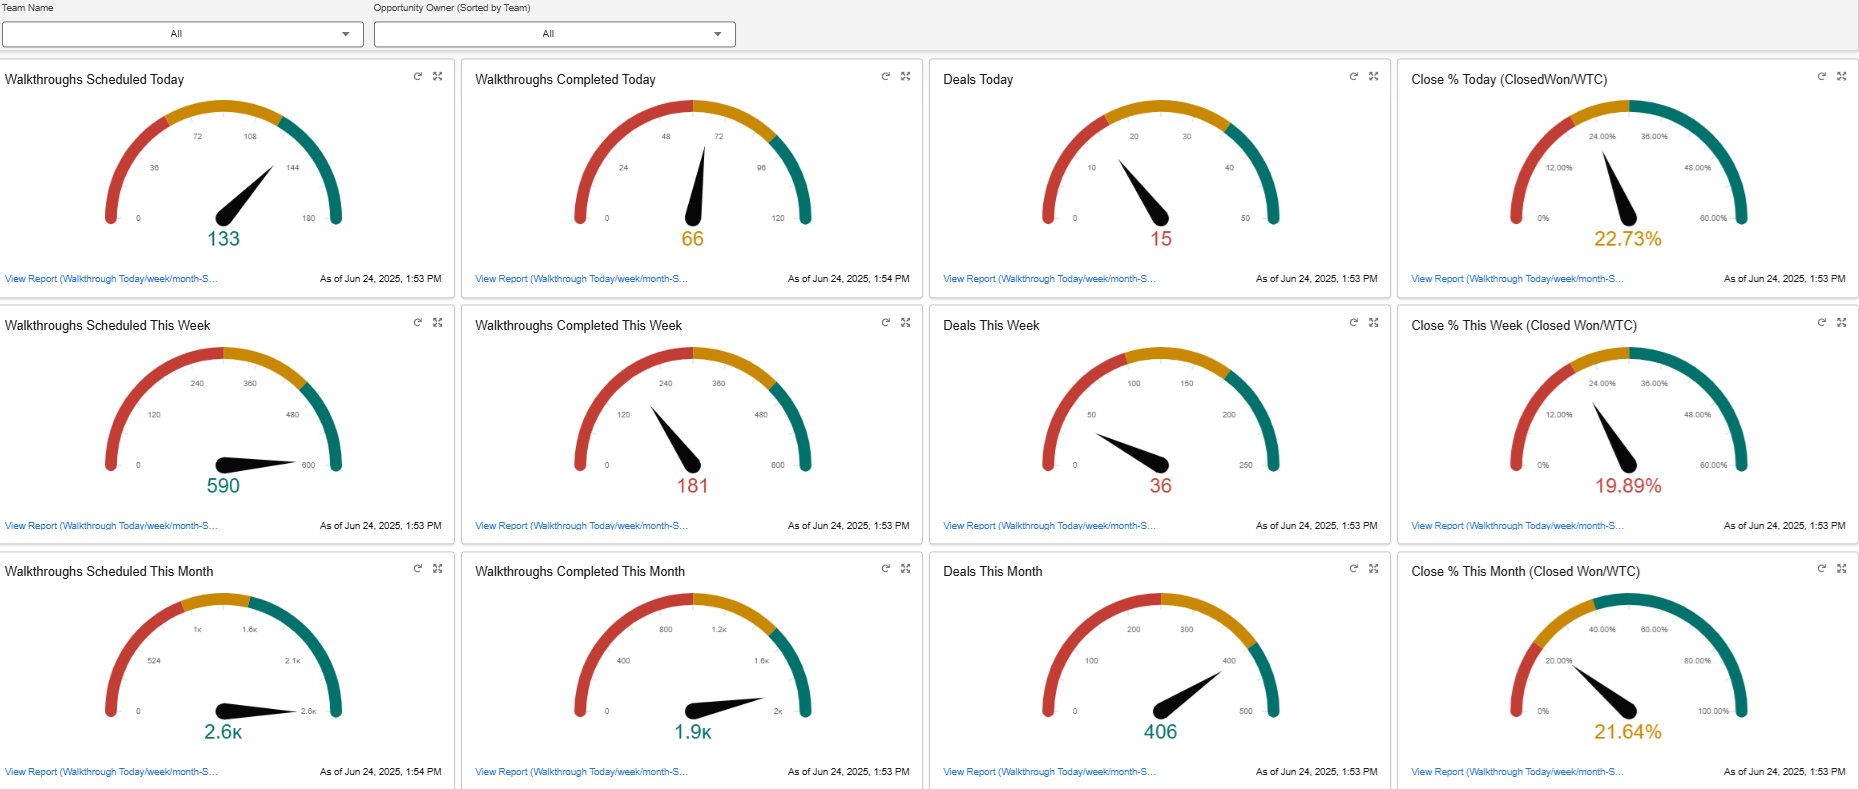 Team Name
Opportunity Owner (Sorted by Team)
All
All
Walkthroughs Scheduled Today
72
108
36
144
0
180
133
View Report (Walkthrough Today/week/month-S...
As of Jun 24, 2025, 1:53 PM
Walkthroughs Completed Today
48
72
24
96
0
120
66
View Report (Walkthrough Today/week/month-S...
As of Jun 24, 2025, 1:54 PM
Deals Today
20
30
10
40
0
50
15
View Report (Walkthrough Today/week/month-S...
As of Jun 24, 2025, 1:53 PM
Close % Today (ClosedWon/WTC)
24.00%
36.00%
12.00%
48.00%
0%
60.00%
22.73%
View Report (Walkthrough Today/week/month-S...
As of Jun 24, 2025, 1:53 PM
Walkthroughs Scheduled This Week
240
360
120
480
0
600
590
View Report (Walkthrough Today/week/month-S...
As of Jun 24, 2025, 1:53 PM
Walkthroughs Completed This Week
240
360
120
480
0
600
181
View Report (Walkthrough Today/week/month-S...
As of Jun 24, 2025, 1:53 PM
Deals This Week
100
150
50
200
0
250
36
View Report (Walkthrough Today/week/month-S...
As of Jun 24, 2025, 1:53 PM
Close % This Week (Closed Won/WTC)
24.00%
36.00%
12.00%
48.00%
0%
60.00%
19.89%
View Report (Walkthrough Today/week/month-S...
As of Jun 24, 2025, 1:53 PM
Walkthroughs Scheduled This Month
1K
1.6K
524
2.1K
0
2.6K
2.6K
View Report (Walkthrough Today/week/month-S...
As of Jun 24, 2025, 1:54 PM
Walkthroughs Completed This Month
800
1.2K
400
1.6K
0
2K
1.9K
View Report (Walkthrough Today/week/month-S...
As of Jun 24, 2025, 1:53 PM
Deals This Month
200
300
100
400
0
500
406
View Report (Walkthrough Today/week/month-S...
As of Jun 24, 2025, 1:53 PM
Close % This Month (Closed Won/WTC)
40.00%
60.00%
20.00%
80.00%
0%
100.00%
21.64%
View Report (Walkthrough Today/week/month-S...
As of Jun 24, 2025, 1:53 PM